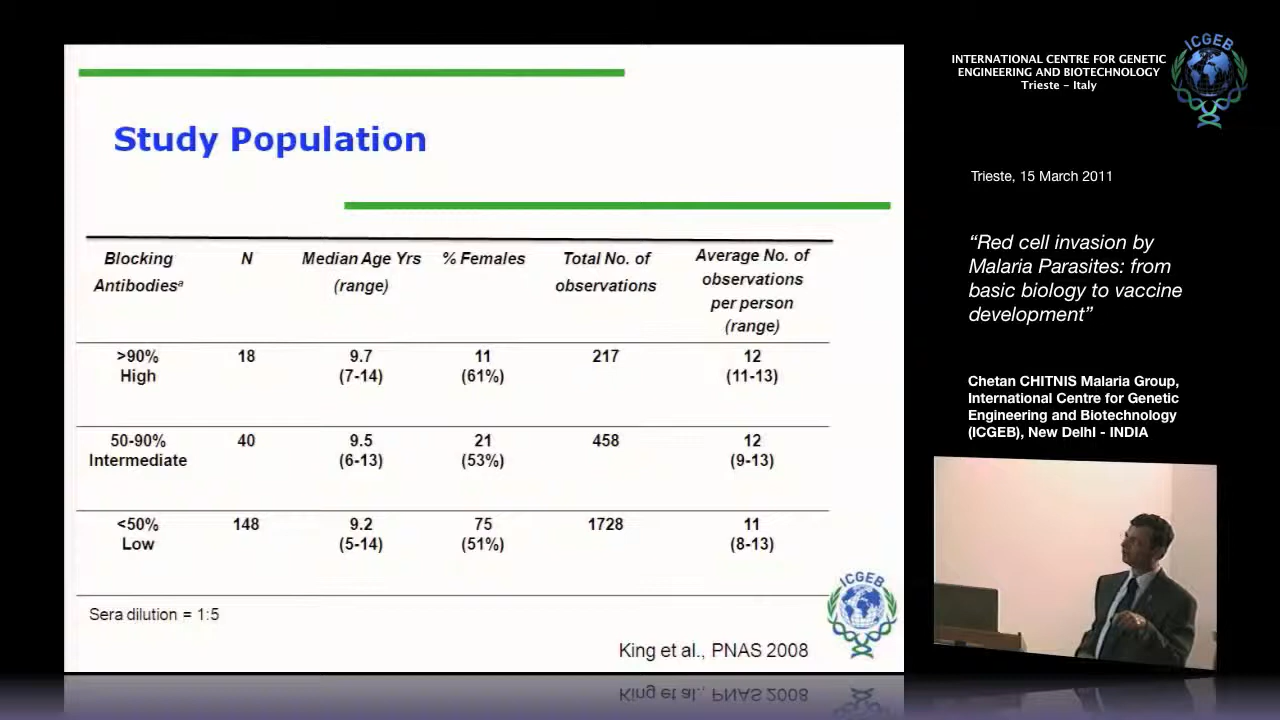 Study Population
Blocking Antibodiesᵃ N Median Age Yrs (range) % Females Total No. of observations Average No. of observations per person (range)
>90% High 18 9.7 (7-14) 11 (61%) 217 12 (11-13)
50-90% Intermediate 40 9.5 (6-13) 21 (53%) 458 12 (9-13)
<50% Low 148 9.2 (5-14) 75 (51%) 1728 11 (8-13)
Sera dilution = 1:5
King et al., PNAS 2008
ICGEB
INTERNATIONAL CENTRE FOR GENETIC
ENGINEERING AND BIOTECHNOLOGY
Trieste – Italy
ICGEB
Trieste, 15 March 2011
“Red cell invasion by
Malaria Parasites: from
basic biology to vaccine
development”
Chetan CHITNIS Malaria Group,
International Centre for Genetic
Engineering and Biotechnology
(ICGEB), New Delhi - INDIA